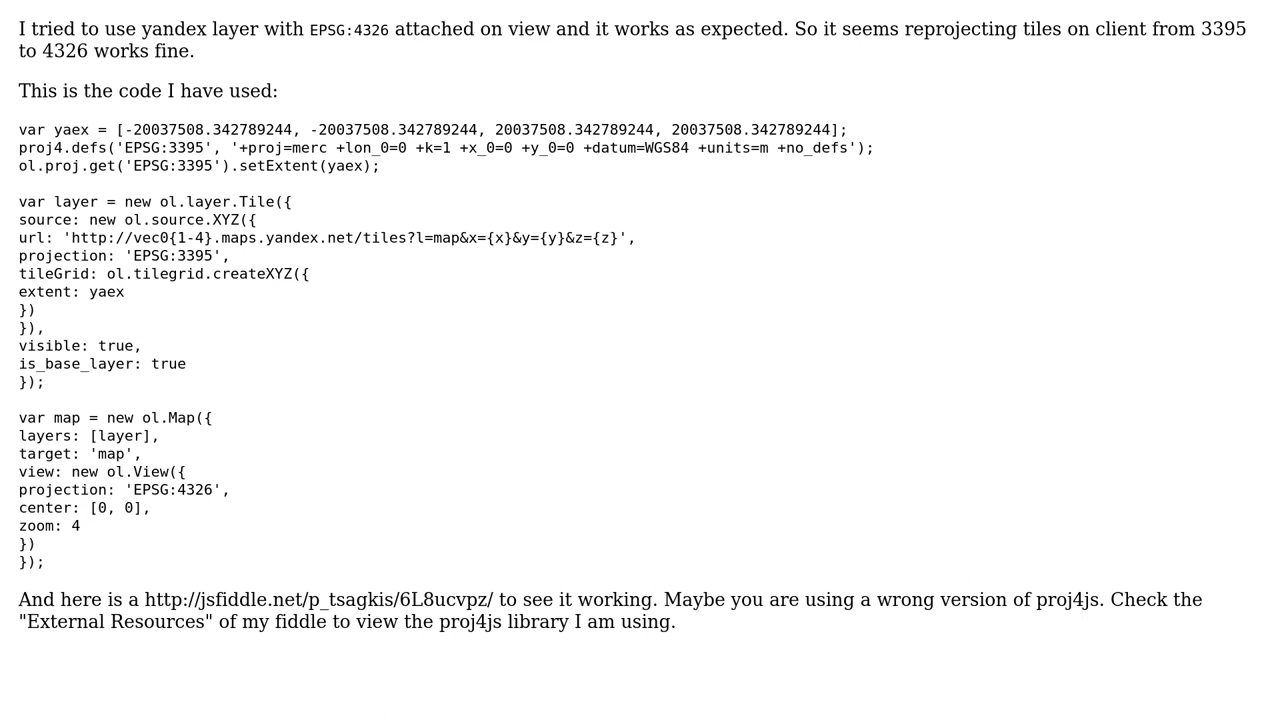 I tried to use yandex layer with EPSG:4326 attached on view and it works as expected. So it seems reprojecting tiles on client from 3395
to 4326 works fine.
This is the code I have used:
var yaex = [-20037508.342789244, -20037508.342789244, 20037508.342789244, 20037508.342789244];
proj4.defs('EPSG:3395', '+proj=merc +lon_0=0 +k=1 +x_0=0 +y_0=0 +datum=WGS84 +units=m +no_defs');
ol.proj.get('EPSG:3395').setExtent(yaex);
var layer = new ol.layer.Tile({
source: new ol.source.XYZ({
url: 'http://vec0{1-4}.maps.yandex.net/tiles?l=map&x={x}&y={y}&z={z}',
projection: 'EPSG:3395',
tileGrid: ol.tilegrid.createXYZ({
extent: yaex
})
}),
visible: true,
is_base_layer: true
});
var map = new ol.Map({
layers: [layer],
target: 'map',
view: new ol.View({
projection: 'EPSG:4326',
center: [0, 0],
zoom: 4
})
});
And here is a http://jsfiddle.net/p_tsagkis/6L8ucvpz/ to see it working. Maybe you are using a wrong version of proj4js. Check the
"External Resources" of my fiddle to view the proj4js library I am using.